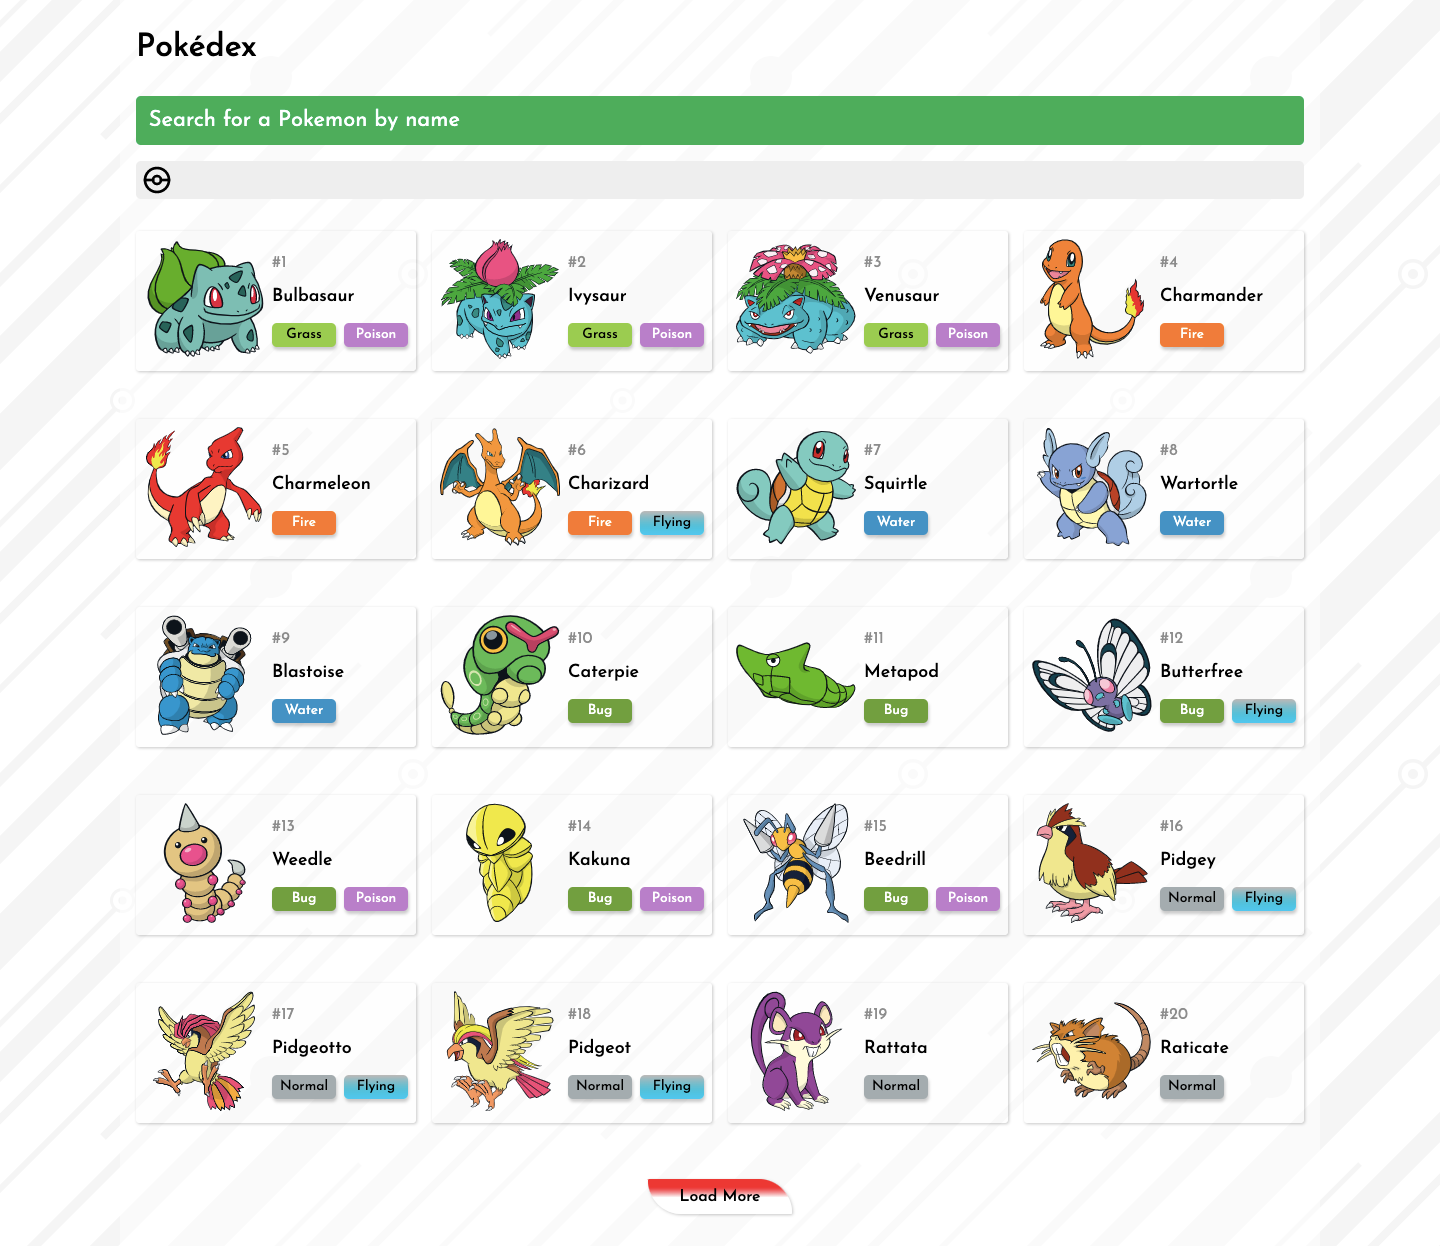 Pokédex
Search for a Pokemon by name
#1
Bulbasaur
Grass Poison
#2
Ivysaur
Grass Poison
#3
Venusaur
Grass Poison
#4
Charmander
Fire
#5
Charmeleon
Fire
#6
Charizard
Fire Flying
#7
Squirtle
Water
#8
Wartortle
Water
#9
Blastoise
Water
#10
Caterpie
Bug
#11
Metapod
Bug
#12
Butterfree
Bug Flying
#13
Weedle
Bug Poison
#14
Kakuna
Bug Poison
#15
Beedrill
Bug Poison
#16
Pidgey
Normal Flying
#17
Pidgeotto
Normal Flying
#18
Pidgeot
Normal Flying
#19
Rattata
Normal
#20
Raticate
Normal
Load More